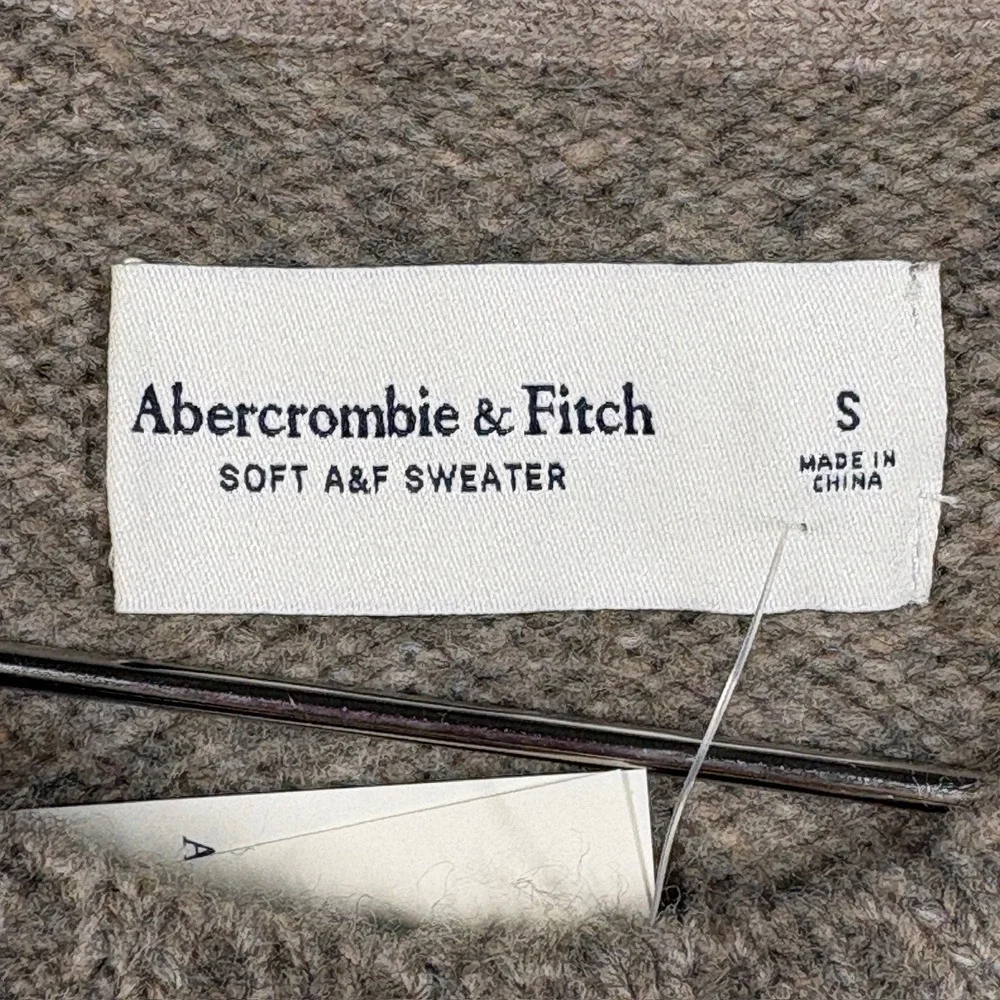 Abercrombie & Fitch
SOFT A&F SWEATER
S
MADE IN
CHINA
A